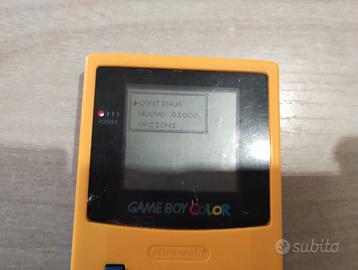 ▶CONTINUA
NUOVO GIOCO
OPZIONI
POWER
GAME BOY COLOR
Nintendo
subito